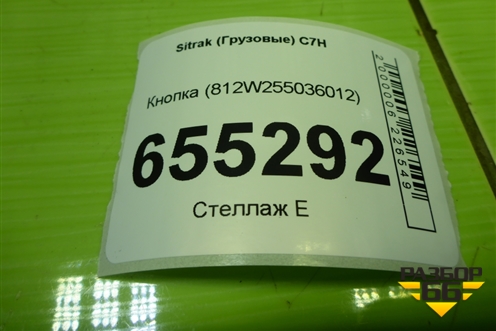 Sitrak (Грузовые) C7H
Кнопка (812W255036012)
655292
Стеллаж Е
2000006226549
РАЗБОР
66